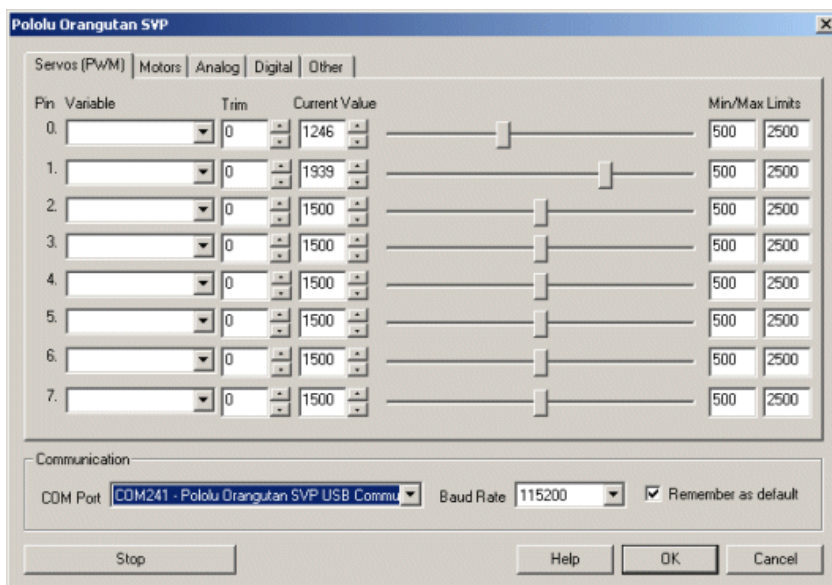 Pololu Orangutan SVP
Servos (PWM) Motors Analog Digital Other
Pin Variable Trim Current Value Min/Max Limits
0. 0 1246 500 2500
1. 0 1939 500 2500
2. 0 1500 500 2500
3. 0 1500 500 2500
4. 0 1500 500 2500
5. 0 1500 500 2500
6. 0 1500 500 2500
7. 0 1500 500 2500
Communication
COM Port COM241 - Pololu Orangutan SVP USB Commu Baud Rate 115200 Remember as default
Stop Help OK Cancel